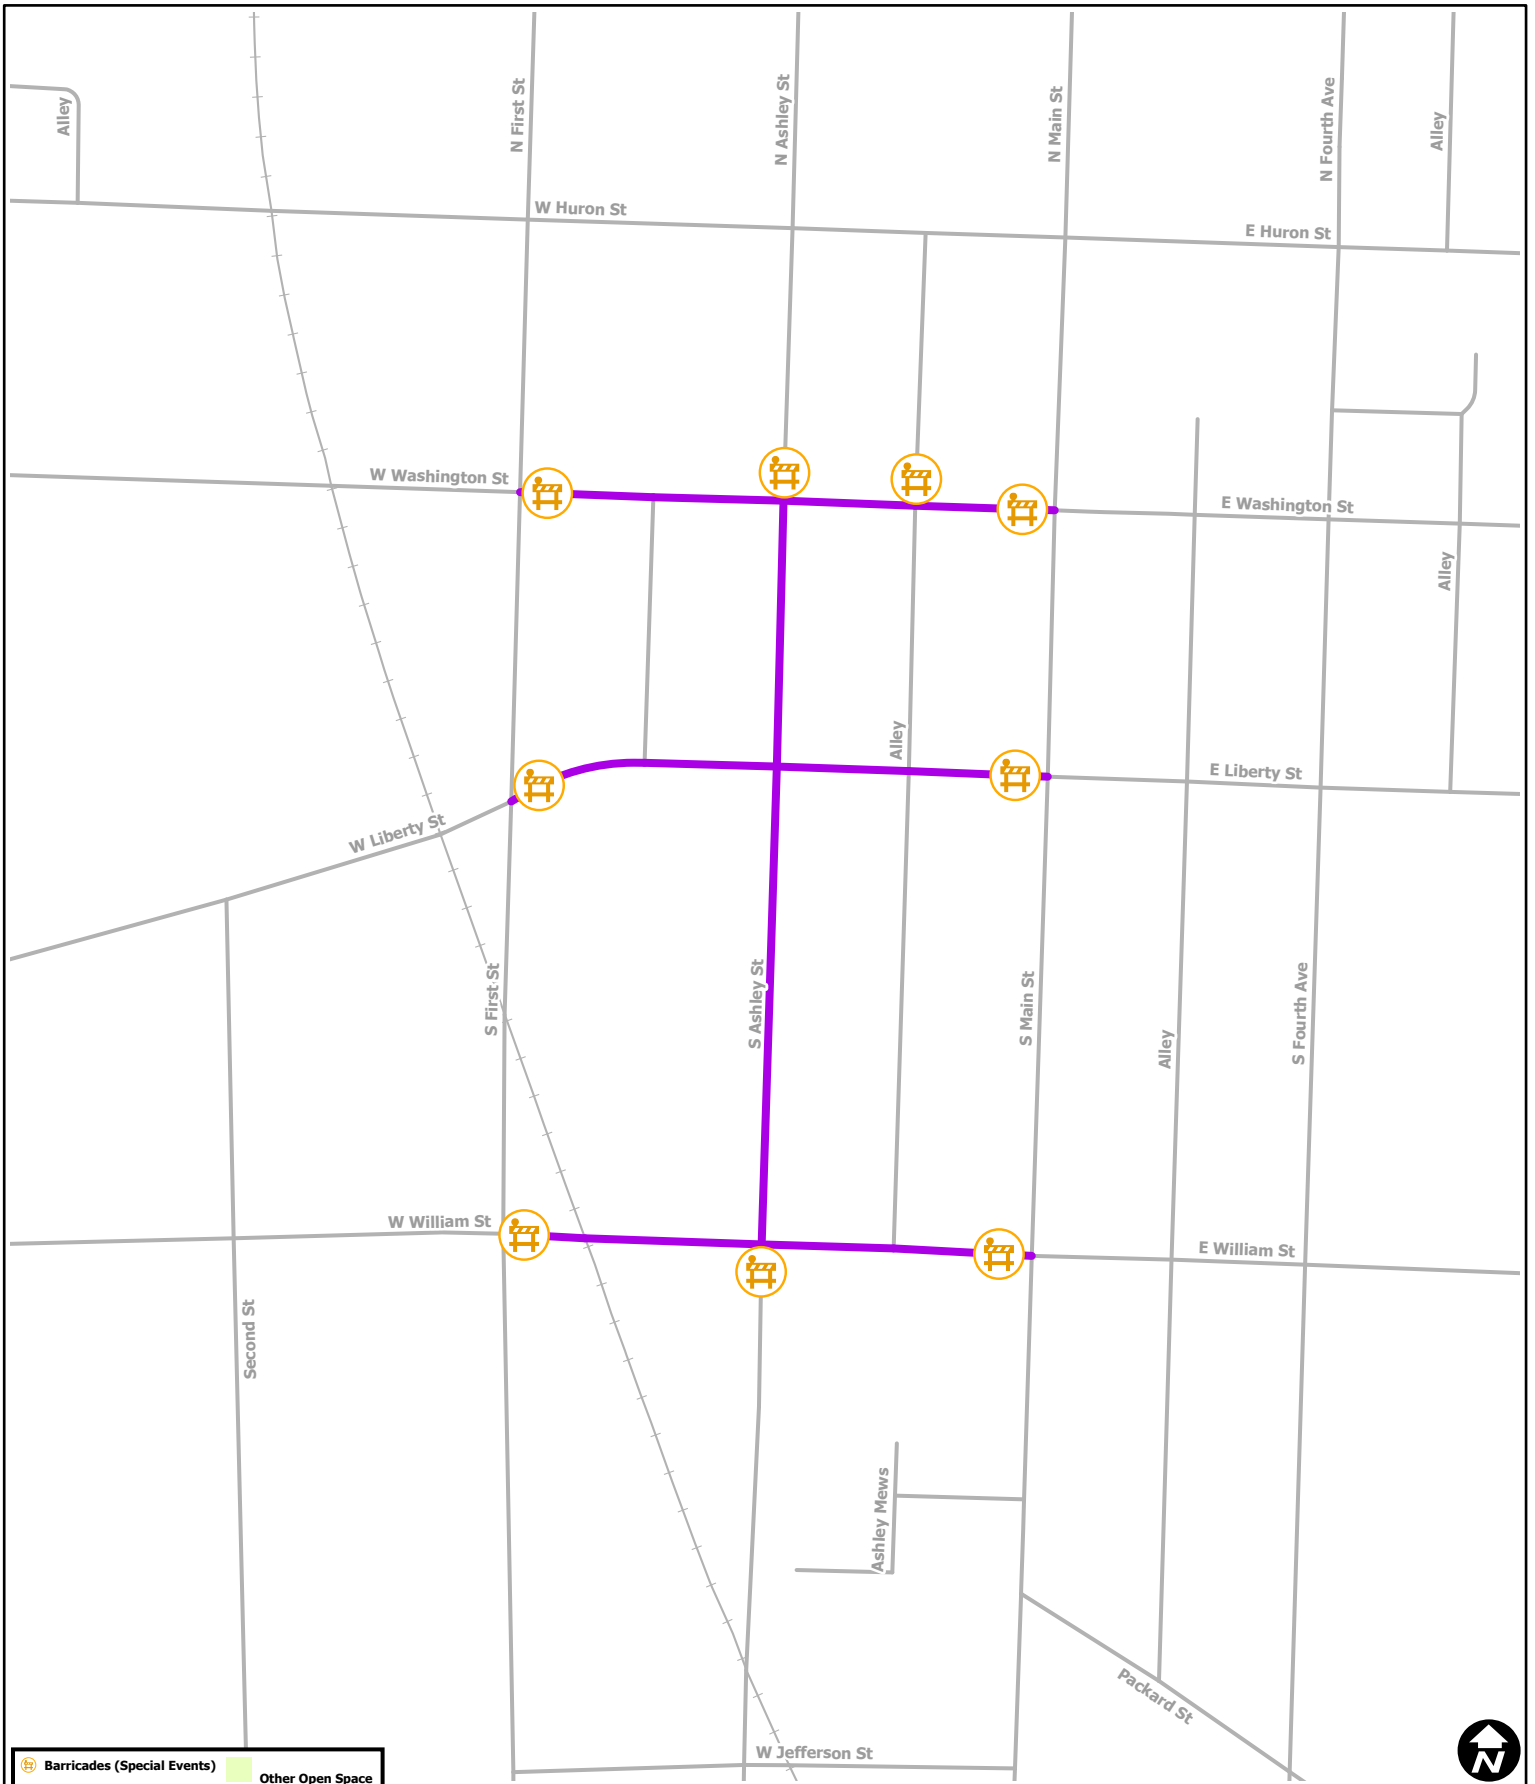 Alley
N First St
N Ashley St
N Main St
N Fourth Ave
Alley
W Huron St
E Huron St
W Washington St
E Washington St
Alley
Alley
E Liberty St
W Liberty St
S First St
S Ashley St
S Main St
Alley
S Fourth Ave
W William St
E William St
Second St
Ashley Mews
Packard St
W Jefferson St
Barricades (Special Events)
Other Open Space
N